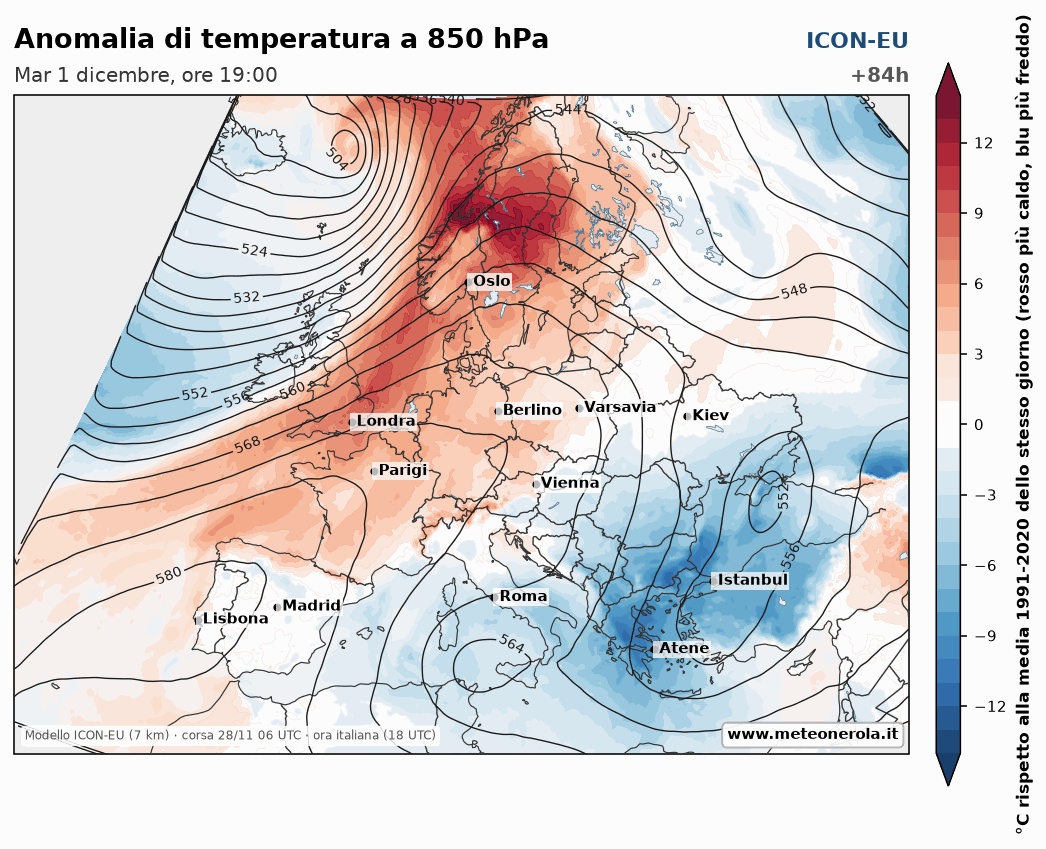 Anomalia di temperatura a 850 hPa
ICON-EU
Mar 1 dicembre, ore 19:00
+84h
540
544
504
524
532
548
552
556
560
568
552
556
580
564
Oslo
Berlino
Varsavia
Kiev
Londra
Parigi
Vienna
Istanbul
Roma
Madrid
Lisbona
Atene
Modello ICON-EU (7 km) · corsa 28/11 06 UTC · ora italiana (18 UTC)
www.meteonerola.it
12
9
6
3
0
−3
−6
−9
−12
°C rispetto alla media 1991-2020 dello stesso giorno (rosso più caldo, blu più freddo)